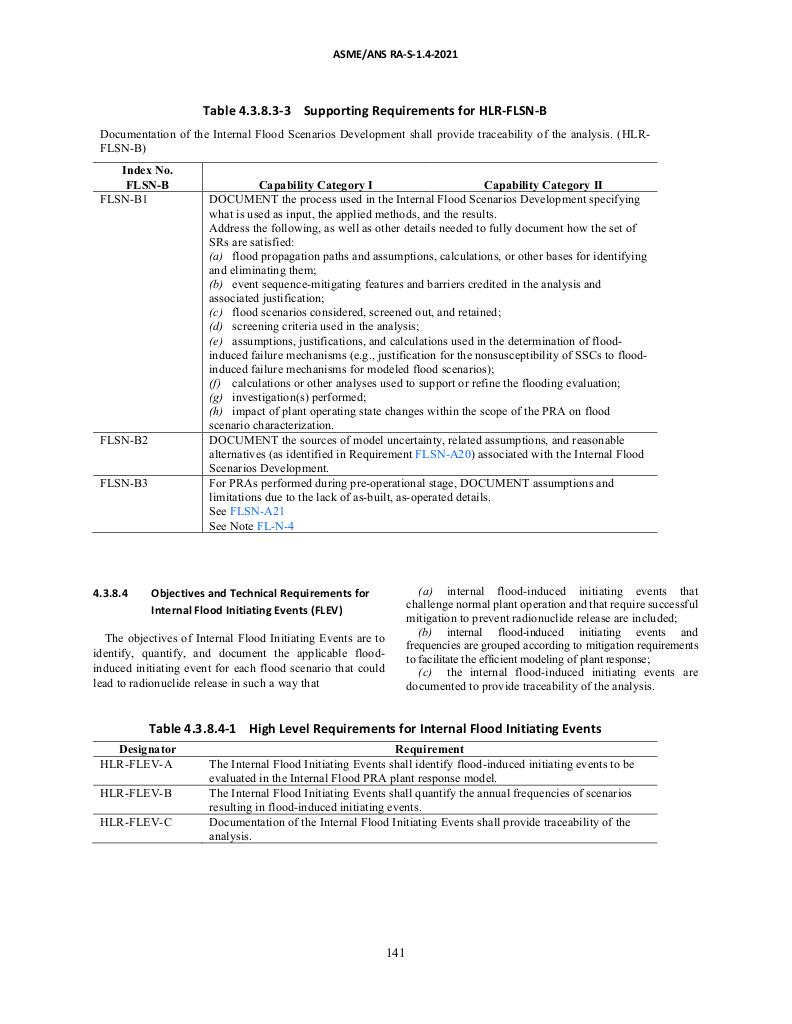 ASME/ANS RA-S-1.4-2021
Table 4.3.8.3-3 Supporting Requirements for HLR-FLSN-B
Documentation of the Internal Flood Scenarios Development shall provide traceability of the analysis. (HLR-
FLSN-B)
Index No.
FLSN-B Capability Category I Capability Category II
FLSN-B1 DOCUMENT the process used in the Internal Flood Scenarios Development specifying
what is used as input, the applied methods, and the results.
Address the following, as well as other details needed to fully document how the set of
SRs are satisfied:
(a) flood propagation paths and assumptions, calculations, or other bases for identifying
and eliminating them;
(b) event sequence-mitigating features and barriers credited in the analysis and
associated justification;
(c) flood scenarios considered, screened out, and retained;
(d) screening criteria used in the analysis;
(e) assumptions, justifications, and calculations used in the determination of flood-
induced failure mechanisms (e.g., justification for the nonsusceptibility of SSCs to flood-
induced failure mechanisms for modeled flood scenarios);
(f) calculations or other analyses used to support or refine the flooding evaluation;
(g) investigation(s) performed;
(h) impact of plant operating state changes within the scope of the PRA on flood
scenario characterization.
FLSN-B2 DOCUMENT the sources of model uncertainty, related assumptions, and reasonable
alternatives (as identified in Requirement FLSN-A20) associated with the Internal Flood
Scenarios Development.
FLSN-B3 For PRAs performed during pre-operational stage, DOCUMENT assumptions and
limitations due to the lack of as-built, as-operated details.
See FLSN-A21
See Note FL-N-4
4.3.8.4 Objectives and Technical Requirements for
Internal Flood Initiating Events (FLEV)
The objectives of Internal Flood Initiating Events are to
identify, quantify, and document the applicable flood-
induced initiating event for each flood scenario that could
lead to radionuclide release in such a way that
(a) internal flood-induced initiating events that
challenge normal plant operation and that require successful
mitigation to prevent radionuclide release are included;
(b) internal flood-induced initiating events and
frequencies are grouped according to mitigation requirements
to facilitate the efficient modeling of plant response;
(c) the internal flood-induced initiating events are
documented to provide traceability of the analysis.
Table 4.3.8.4-1 High Level Requirements for Internal Flood Initiating Events
Designator Requirement
HLR-FLEV-A The Internal Flood Initiating Events shall identify flood-induced initiating events to be
evaluated in the Internal Flood PRA plant response model.
HLR-FLEV-B The Internal Flood Initiating Events shall quantify the annual frequencies of scenarios
resulting in flood-induced initiating events.
HLR-FLEV-C Documentation of the Internal Flood Initiating Events shall provide traceability of the
analysis.
141